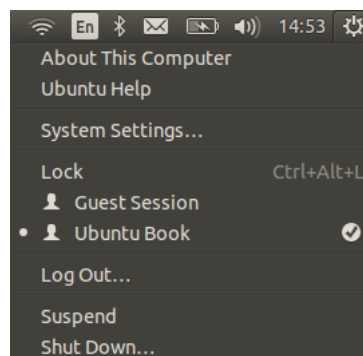 En 14:53
About This Computer
Ubuntu Help
System Settings...
Lock Ctrl+Alt+L
Guest Session
Ubuntu Book
Log Out...
Suspend
Shut Down...